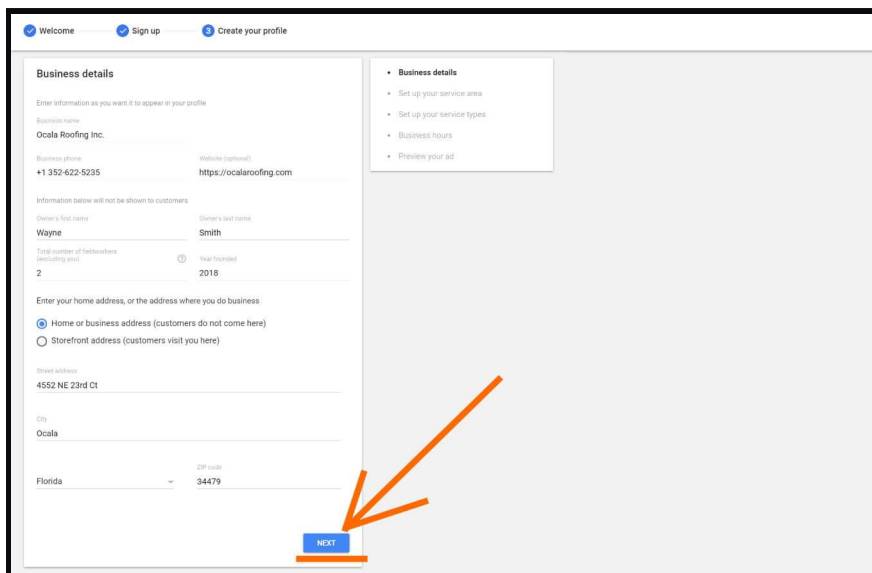 Welcome Sign up 3 Create your profile
Business details
Enter information as you want it to appear in your profile
Business name
Ocala Roofing Inc.
Business phone Website (optional)
+1 352-622-5235 https://ocalaroofing.com
Information below will not be shown to customers
Owner's first name Owner's last name
Wayne Smith
Total number of fieldworkers
(excluding you) ? Year founded
2 2018
Enter your home address, or the address where you do business
Home or business address (customers do not come here)
Storefront address (customers visit you here)
Street address
4552 NE 23rd Ct
City
Ocala
ZIP code
Florida 34479
NEXT
• Business details
• Set up your service area
• Set up your service types
• Business hours
• Preview your ad